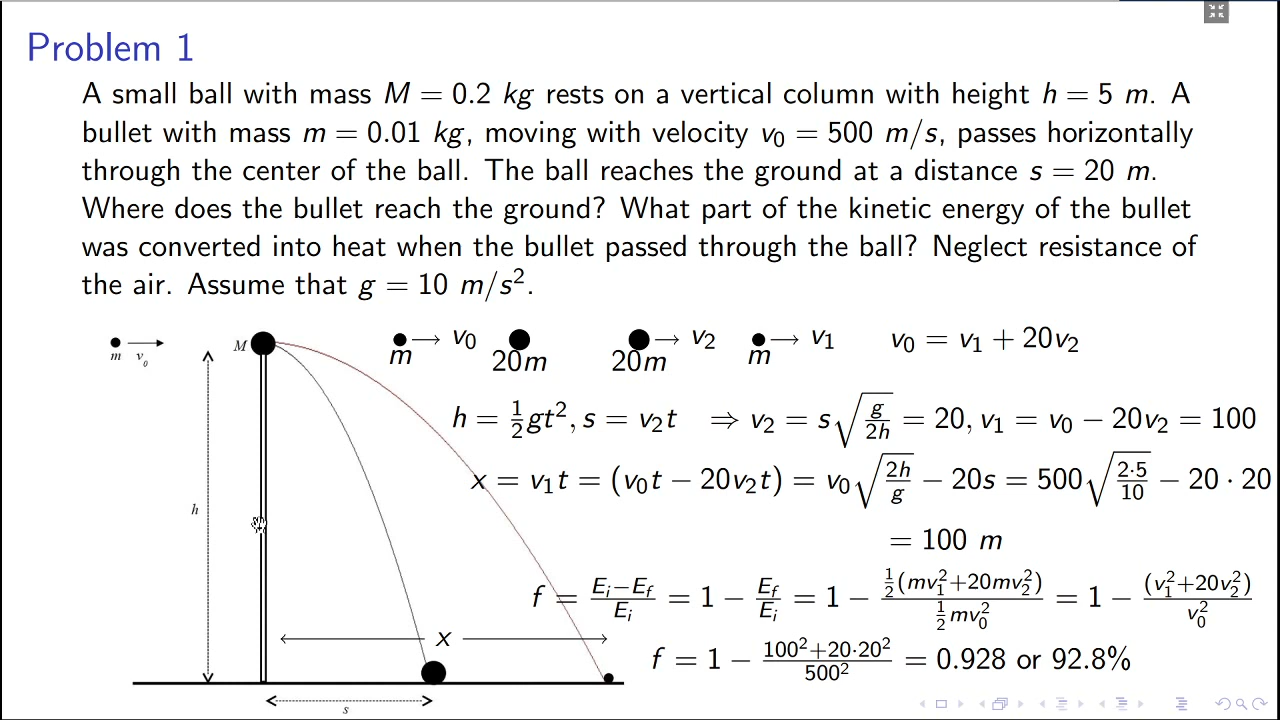 Problem 1
A small ball with mass M = 0.2 kg rests on a vertical column with height h = 5 m. A
bullet with mass m = 0.01 kg, moving with velocity v₀ = 500 m/s, passes horizontally
through the center of the ball. The ball reaches the ground at a distance s = 20 m.
Where does the bullet reach the ground? What part of the kinetic energy of the bullet
was converted into heat when the bullet passed through the ball? Neglect resistance of
the air. Assume that g = 10 m/s².
m v₀ M
m → v₀ 20m 20m → v₂ m → v₁ v₀ = v₁ + 20v₂
h = ½gt², s = v₂t ⇒ v₂ = s√(g/2h) = 20, v₁ = v₀ − 20v₂ = 100
x = v₁t = (v₀t − 20v₂t) = v₀√(2h/g) − 20s = 500√(2·5/10) − 20 · 20
h
= 100 m
f = (Eᵢ−E_f)/Eᵢ = 1 − E_f/Eᵢ = 1 − ½(mv₁²+20mv₂²)/(½mv₀²) = 1 − (v₁²+20v₂²)/v₀²
x
f = 1 − (100²+20·20²)/500² = 0.928 or 92.8%
s